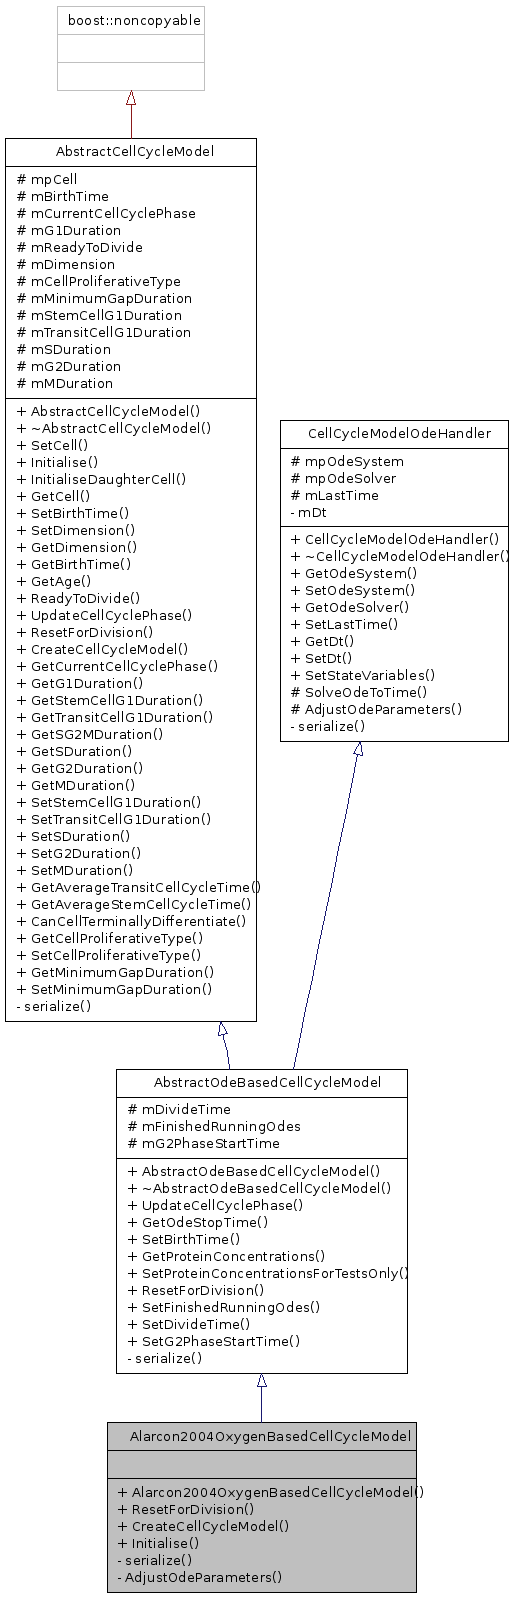 boost::noncopyable
AbstractCellCycleModel
# mpCell
# mBirthTime
# mCurrentCellCyclePhase
# mG1Duration
# mReadyToDivide
# mDimension
# mCellProliferativeType
# mMinimumGapDuration
# mStemCellG1Duration
# mTransitCellG1Duration
# mSDuration
# mG2Duration
# mMDuration
+ AbstractCellCycleModel()
+ ~AbstractCellCycleModel()
+ SetCell()
+ Initialise()
+ InitialiseDaughterCell()
+ GetCell()
+ SetBirthTime()
+ SetDimension()
+ GetDimension()
+ GetBirthTime()
+ GetAge()
+ ReadyToDivide()
+ UpdateCellCyclePhase()
+ ResetForDivision()
+ CreateCellCycleModel()
+ GetCurrentCellCyclePhase()
+ GetG1Duration()
+ GetStemCellG1Duration()
+ GetTransitCellG1Duration()
+ GetSG2MDuration()
+ GetSDuration()
+ GetG2Duration()
+ GetMDuration()
+ SetStemCellG1Duration()
+ SetTransitCellG1Duration()
+ SetSDuration()
+ SetG2Duration()
+ SetMDuration()
+ GetAverageTransitCellCycleTime()
+ GetAverageStemCellCycleTime()
+ CanCellTerminallyDifferentiate()
+ GetCellProliferativeType()
+ SetCellProliferativeType()
+ GetMinimumGapDuration()
+ SetMinimumGapDuration()
- serialize()
CellCycleModelOdeHandler
# mpOdeSystem
# mpOdeSolver
# mLastTime
- mDt
+ CellCycleModelOdeHandler()
+ ~CellCycleModelOdeHandler()
+ GetOdeSystem()
+ SetOdeSystem()
+ GetOdeSolver()
+ SetLastTime()
+ GetDt()
+ SetDt()
+ SetStateVariables()
# SolveOdeToTime()
# AdjustOdeParameters()
- serialize()
AbstractOdeBasedCellCycleModel
# mDivideTime
# mFinishedRunningOdes
# mG2PhaseStartTime
+ AbstractOdeBasedCellCycleModel()
+ ~AbstractOdeBasedCellCycleModel()
+ UpdateCellCyclePhase()
+ GetOdeStopTime()
+ SetBirthTime()
+ GetProteinConcentrations()
+ SetProteinConcentrationsForTestsOnly()
+ ResetForDivision()
+ SetFinishedRunningOdes()
+ SetDivideTime()
+ SetG2PhaseStartTime()
- serialize()
Alarcon2004OxygenBasedCellCycleModel
+ Alarcon2004OxygenBasedCellCycleModel()
+ ResetForDivision()
+ CreateCellCycleModel()
+ Initialise()
- serialize()
- AdjustOdeParameters()